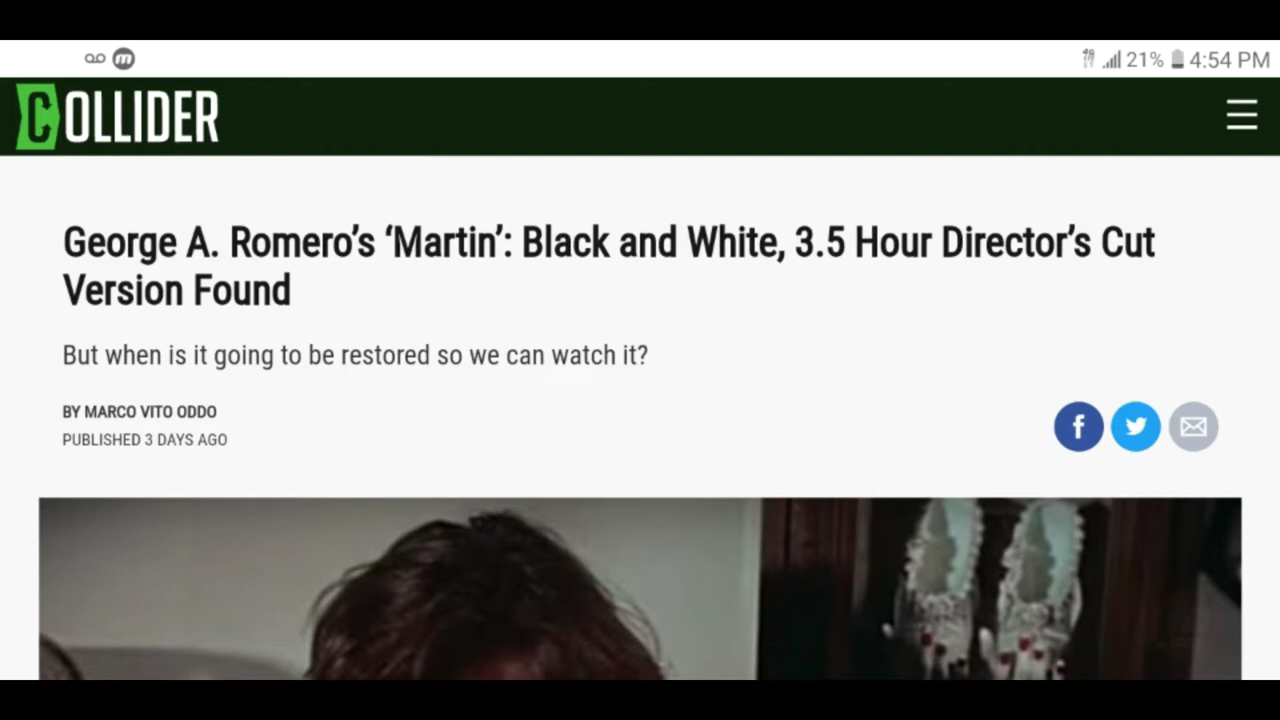 21% 4:54 PM
COLLIDER
George A. Romero’s ‘Martin’: Black and White, 3.5 Hour Director’s Cut
Version Found
But when is it going to be restored so we can watch it?
BY MARCO VITO ODDO
PUBLISHED 3 DAYS AGO